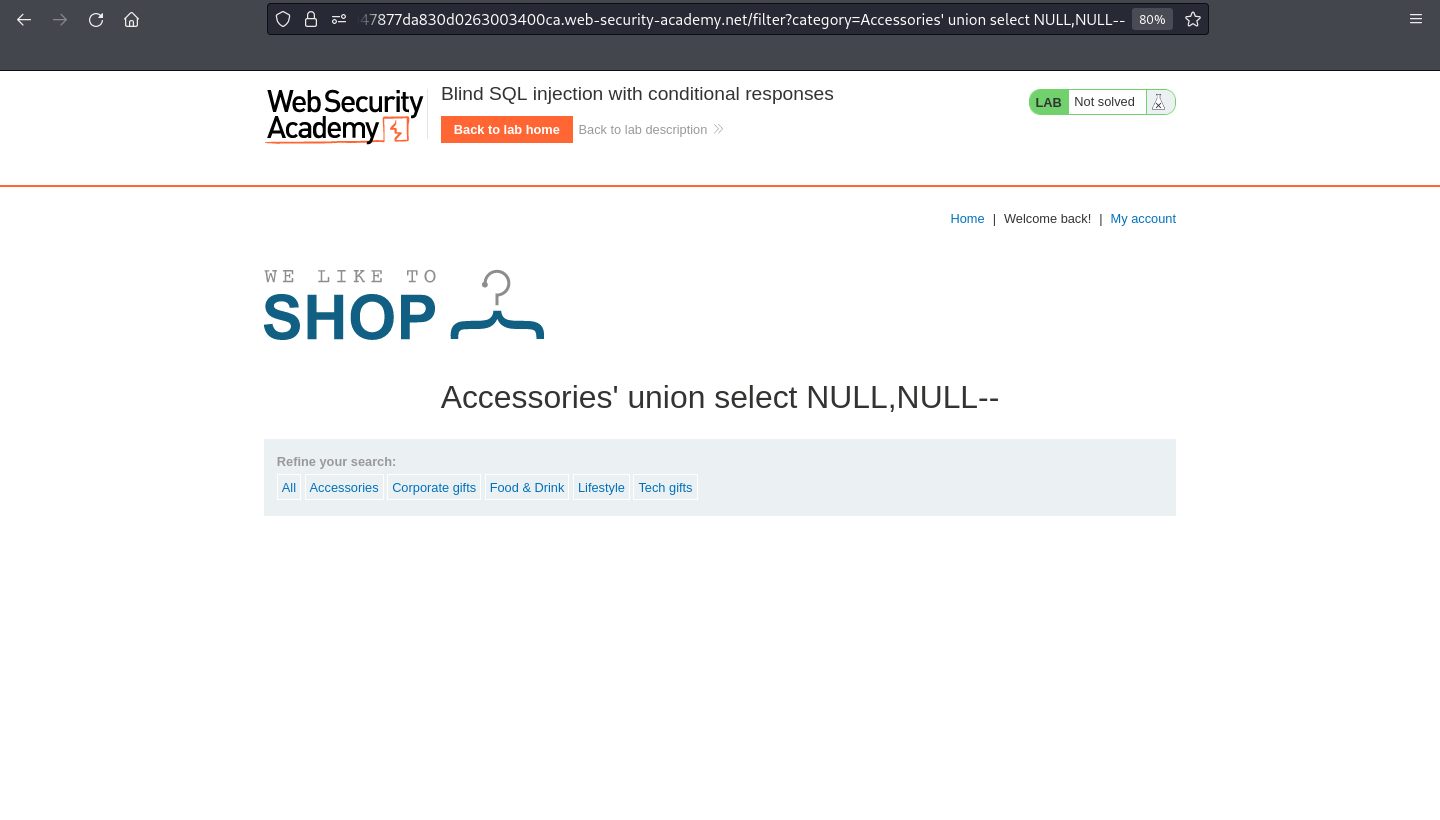 47877da830d0263003400ca.web-security-academy.net/filter?category=Accessories' union select NULL,NULL-- 80%
Web Security Academy
Blind SQL injection with conditional responses
Back to lab home Back to lab description
LAB Not solved
Home | Welcome back! | My account
WE LIKE TO
SHOP
Accessories' union select NULL,NULL--
Refine your search:
All Accessories Corporate gifts Food & Drink Lifestyle Tech gifts